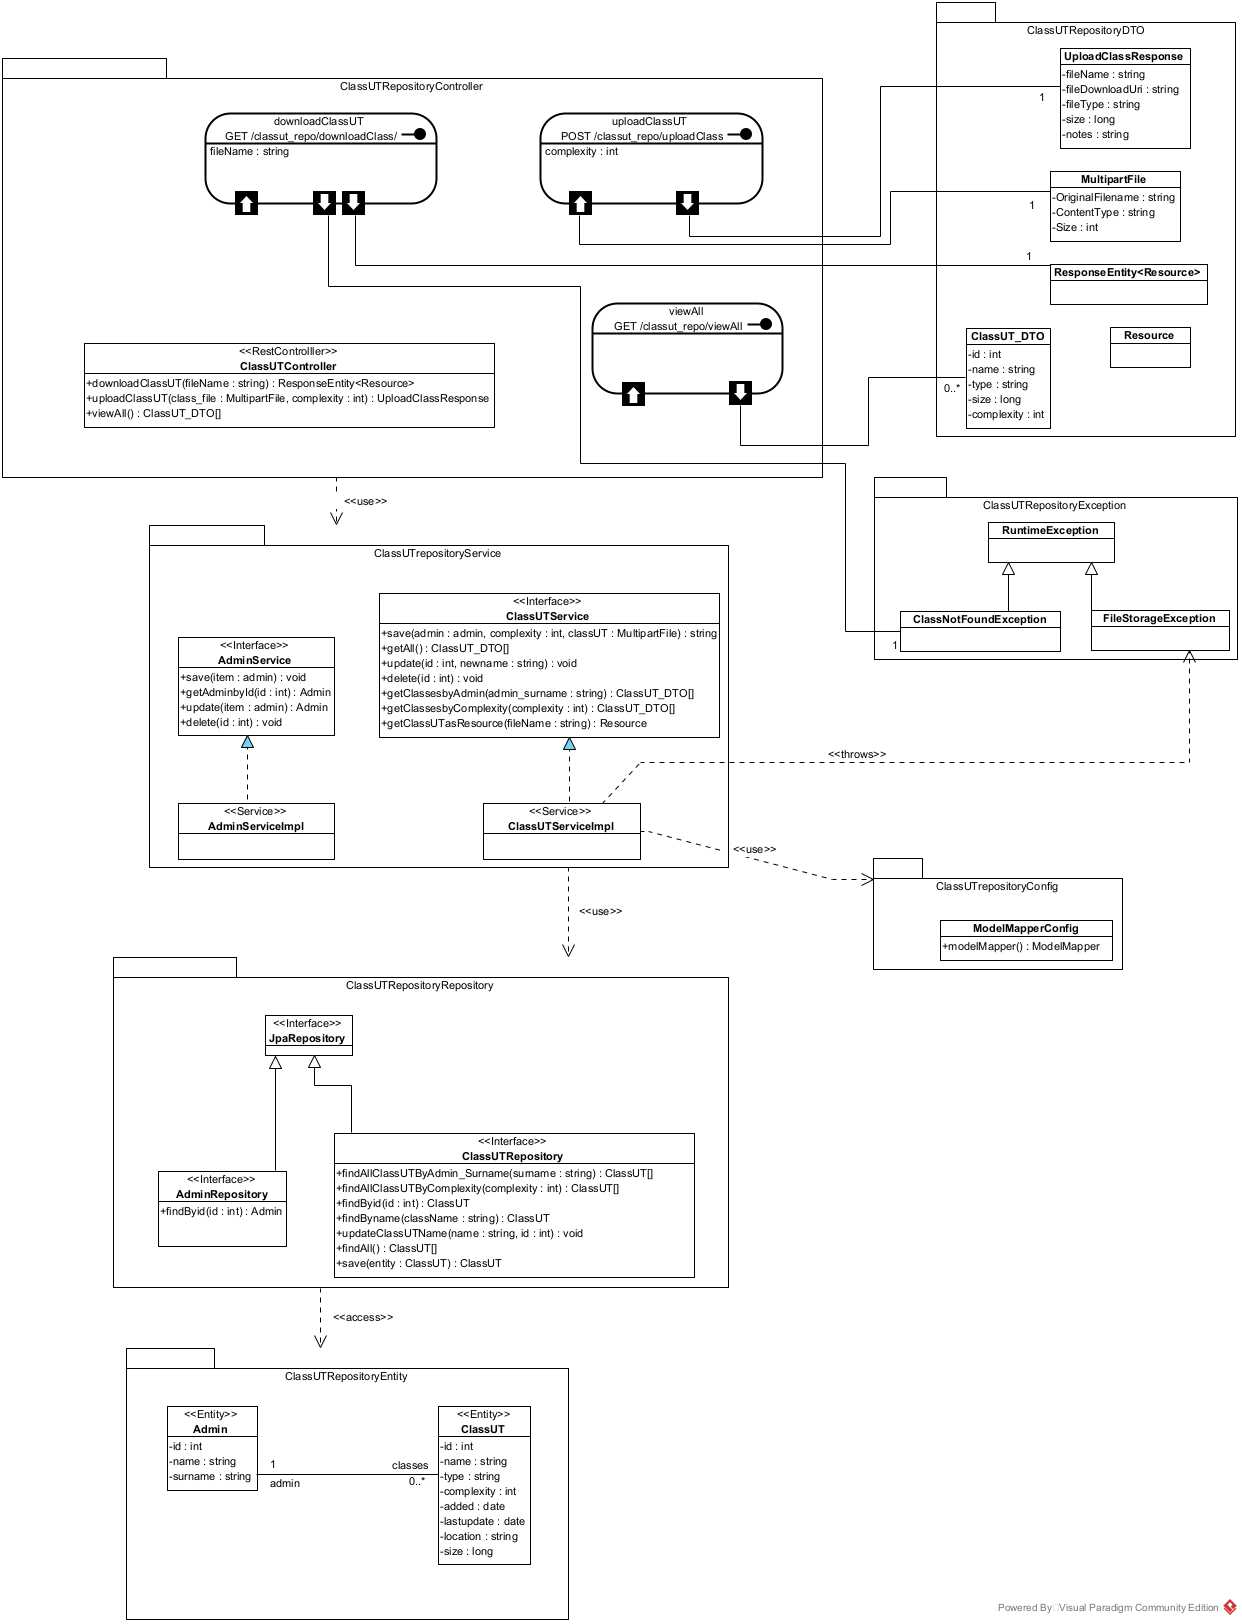 ClassUTRepositoryDTO
UploadClassResponse
-fileName : string
-fileDownloadUri : string
-fileType : string
-size : long
-notes : string
1
MultipartFile
-OriginalFilename : string
-ContentType : string
-Size : int
1
1
ResponseEntity<Resource>
ClassUT_DTO
-id : int
-name : string
-type : string
-size : long
-complexity : int
0..*
Resource
ClassUTRepositoryController
downloadClassUT
GET /classut_repo/downloadClass/
fileName : string
uploadClassUT
POST /classut_repo/uploadClass
complexity : int
viewAll
GET /classut_repo/viewAll
<<RestControlller>>
ClassUTController
+downloadClassUT(fileName : string) : ResponseEntity<Resource>
+uploadClassUT(class_file : MultipartFile, complexity : int) : UploadClassResponse
+viewAll() : ClassUT_DTO[]
<<use>>
ClassUTRepositoryException
RuntimeException
ClassNotFoundException
1
FileStorageException
ClassUTrepositoryService
<<Interface>>
AdminService
+save(item : admin) : void
+getAdminbyId(id : int) : Admin
+update(item : admin) : Admin
+delete(id : int) : void
<<Interface>>
ClassUTService
+save(admin : admin, complexity : int, classUT : MultipartFile) : string
+getAll() : ClassUT_DTO[]
+update(id : int, newname : string) : void
+delete(id : int) : void
+getClassesbyAdmin(admin_surname : string) : ClassUT_DTO[]
+getClassesbyComplexity(complexity : int) : ClassUT_DTO[]
+getClassUTasResource(fileName : string) : Resource
<<throws>>
<<Service>>
AdminServiceImpl
<<Service>>
ClassUTServiceImpl
<<use>>
<<use>>
ClassUTrepositoryConfig
ModelMapperConfig
+modelMapper() : ModelMapper
ClassUTRepositoryRepository
<<Interface>>
JpaRepository
<<Interface>>
AdminRepository
+findByid(id : int) : Admin
<<Interface>>
ClassUTRepository
+findAllClassUTByAdmin_Surname(surname : string) : ClassUT[]
+findAllClassUTByComplexity(complexity : int) : ClassUT[]
+findByid(id : int) : ClassUT
+findByname(className : string) : ClassUT
+updateClassUTName(name : string, id : int) : void
+findAll() : ClassUT[]
+save(entity : ClassUT) : ClassUT
<<access>>
ClassUTRepositoryEntity
<<Entity>>
Admin
-id : int
-name : string
-surname : string
1
admin
classes
0..*
<<Entity>>
ClassUT
-id : int
-name : string
-type : string
-complexity : int
-added : date
-lastupdate : date
-location : string
-size : long
Powered By Visual Paradigm Community Edition